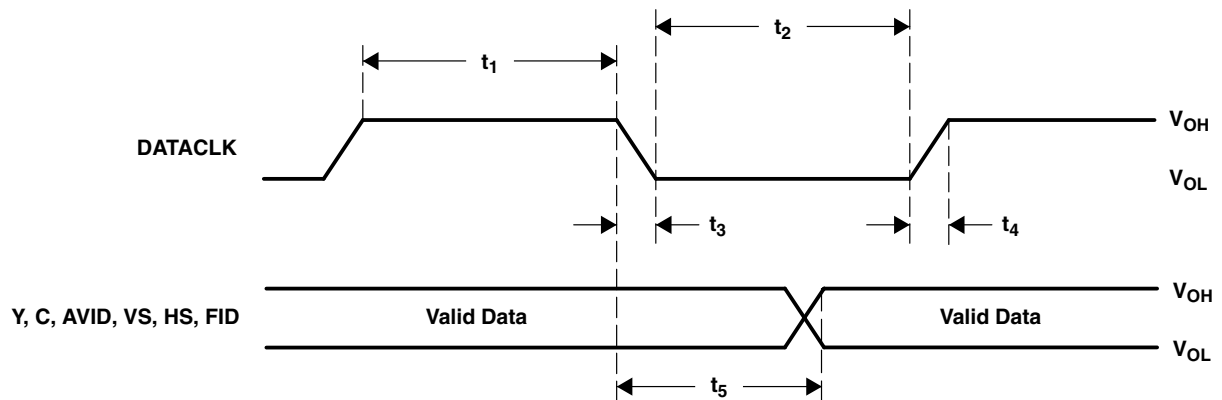 t2
t1
VOH
DATACLK
VOL
t3
t4
VOH
Y, C, AVID, VS, HS, FID
Valid Data
Valid Data
VOL
t5